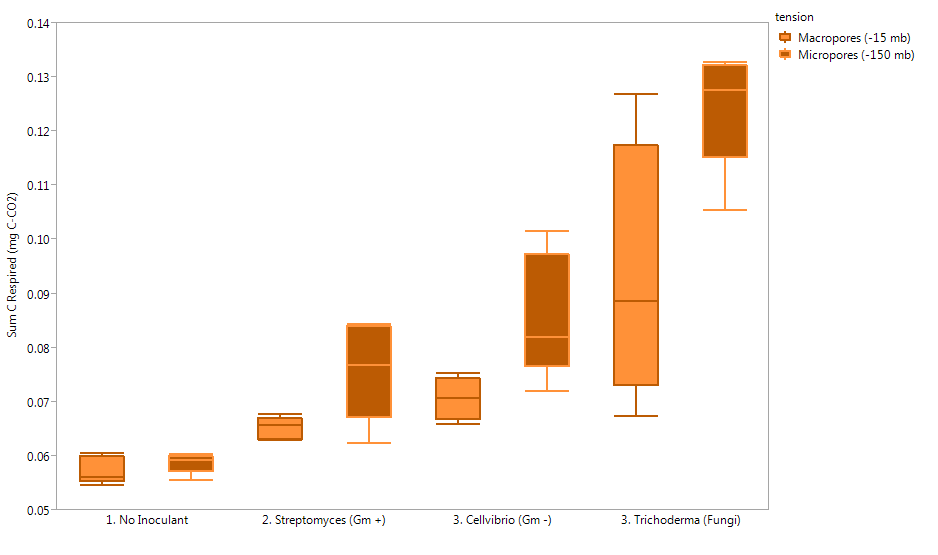 tension
Macropores (-15 mb)
Micropores (-150 mb)
Sum C Respired (mg C-CO2)
0.14
0.13
0.12
0.11
0.10
0.09
0.08
0.07
0.06
0.05
1. No Inoculant
2. Streptomyces (Gm +)
3. Cellvibrio (Gm -)
3. Trichoderma (Fungi)